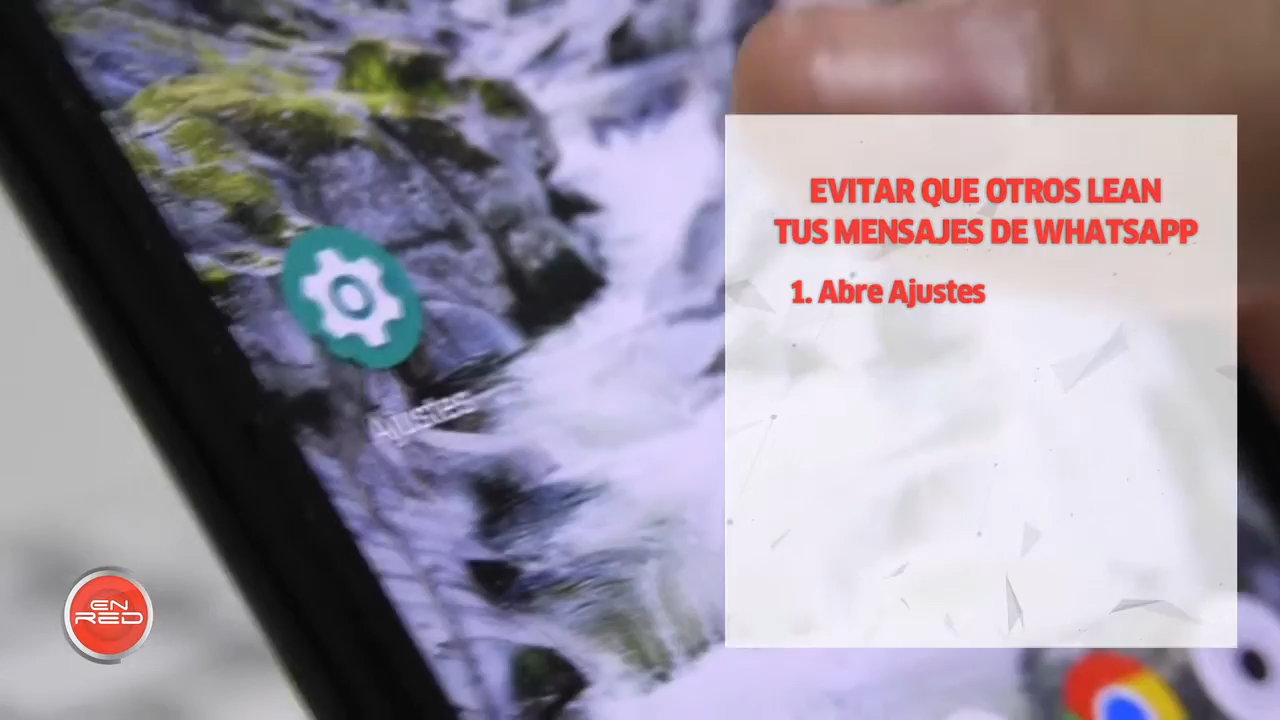 EVITAR QUE OTROS LEAN
TUS MENSAJES DE WHATSAPP
1. Abre Ajustes
Ajustes
EN
RED